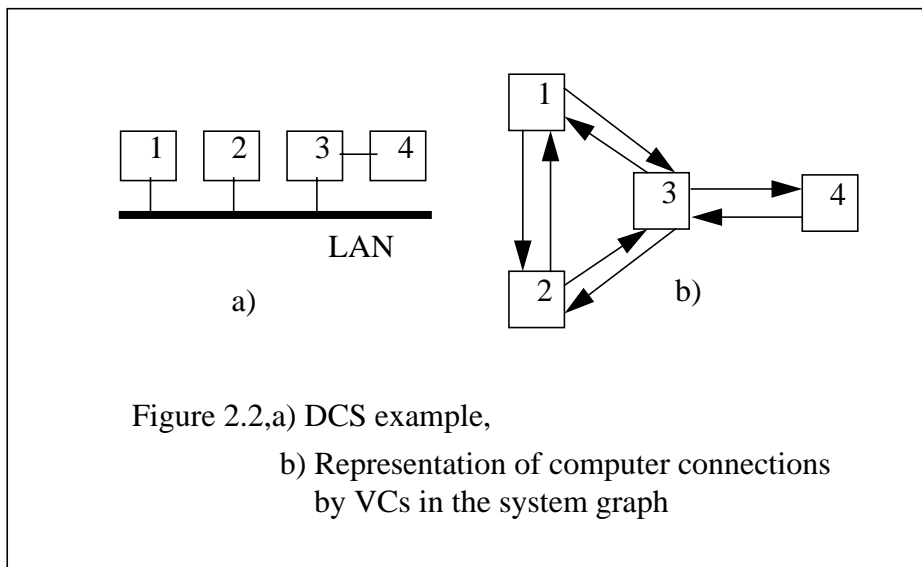 1 2 3 4
LAN
a)
1
3 4
2
b)
Figure 2.2,a) DCS example,
b) Representation of computer connections
by VCs in the system graph